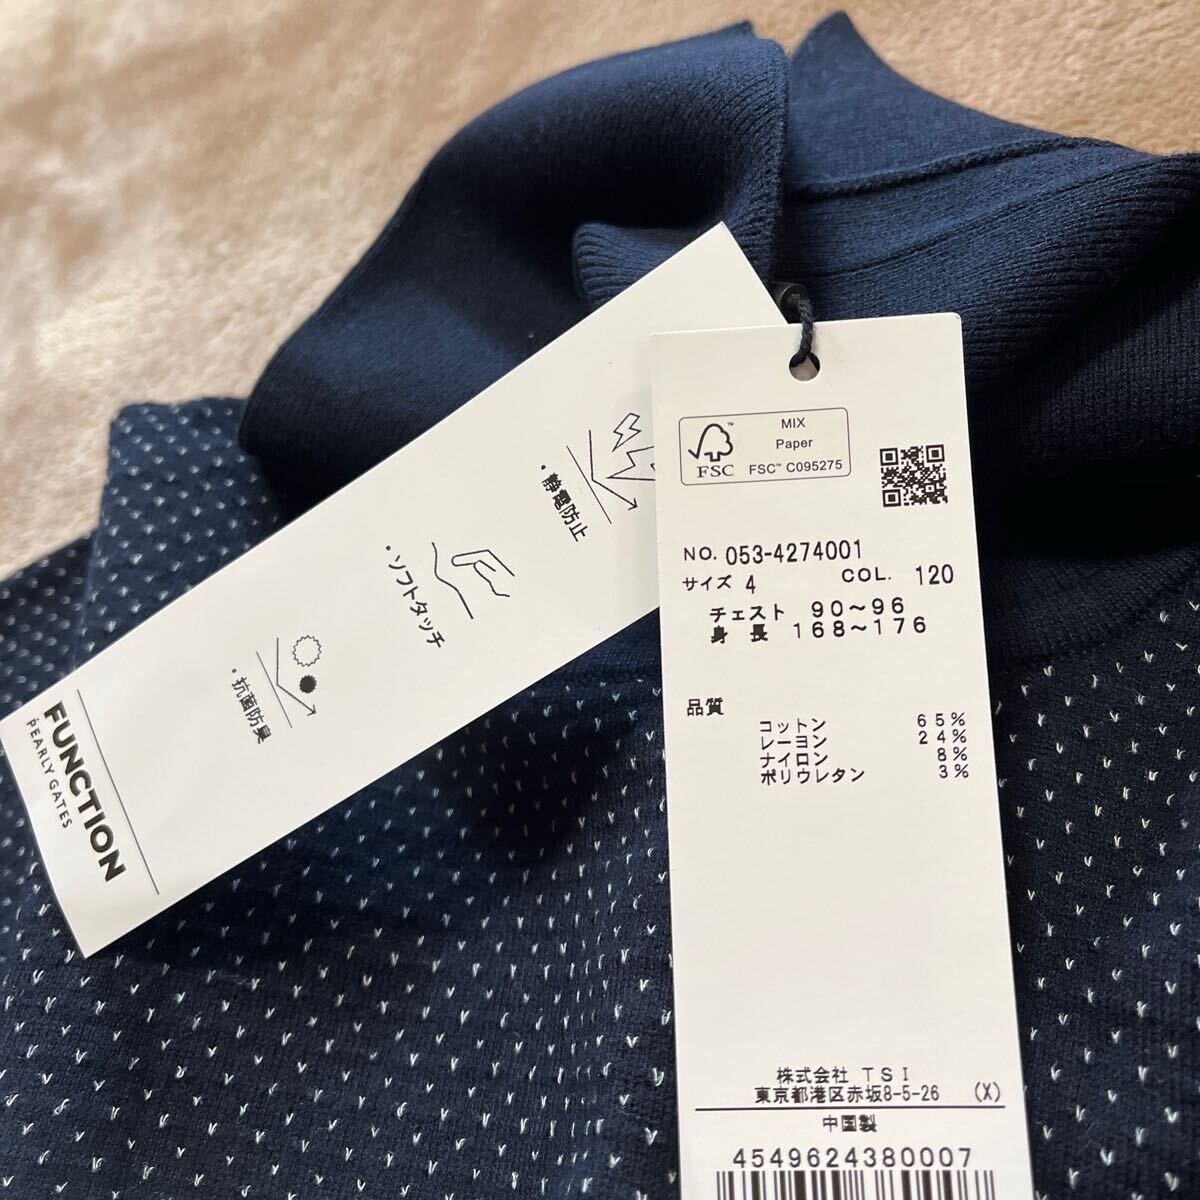 ・静電防止
・ソフトタッチ
・抗菌防臭
FUNCTION
PEARLY GATES
FSC™
MIX
Paper
FSC™ C095275
NO. 053-4274001
サイズ 4 COL. 120
チェスト 90～96
身長 168～176
品質
コットン 65%
レーヨン 24%
ナイロン 8%
ポリウレタン 3%
株式会社 TSI
東京都港区赤坂8-5-26 (X)
中国製
4549624380007